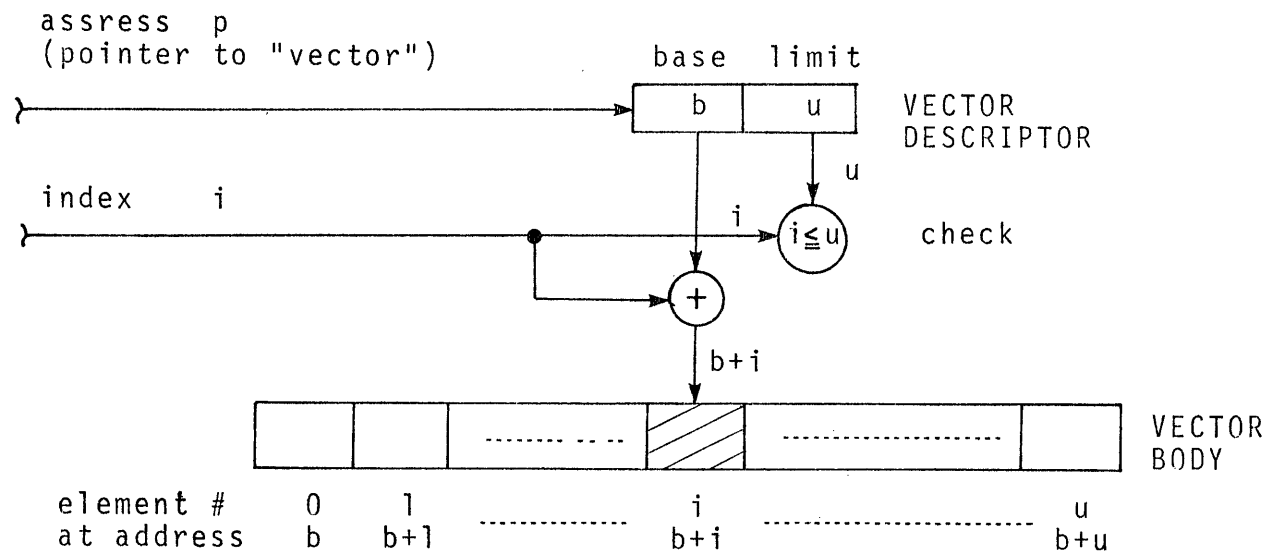 assress p
(pointer to "vector")
base limit
b u
VECTOR
DESCRIPTOR
u
index i
i
i≦u
check
+
b+i
VECTOR
BODY
element # 0 1 i u
at address b b+1 b+i b+u